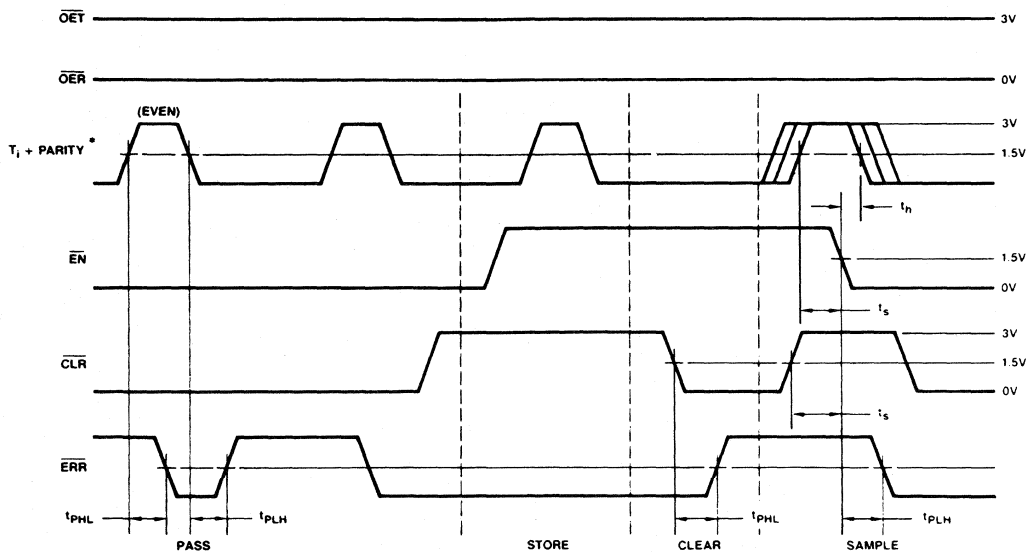 OET 3V
OER 0V
(EVEN) 3V
Ti + PARITY * 1.5V
th
EN 1.5V
0V
ts
3V
CLR 1.5V
0V
ts
ERR
tPHL tPLH tPHL tPLH
PASS STORE CLEAR SAMPLE